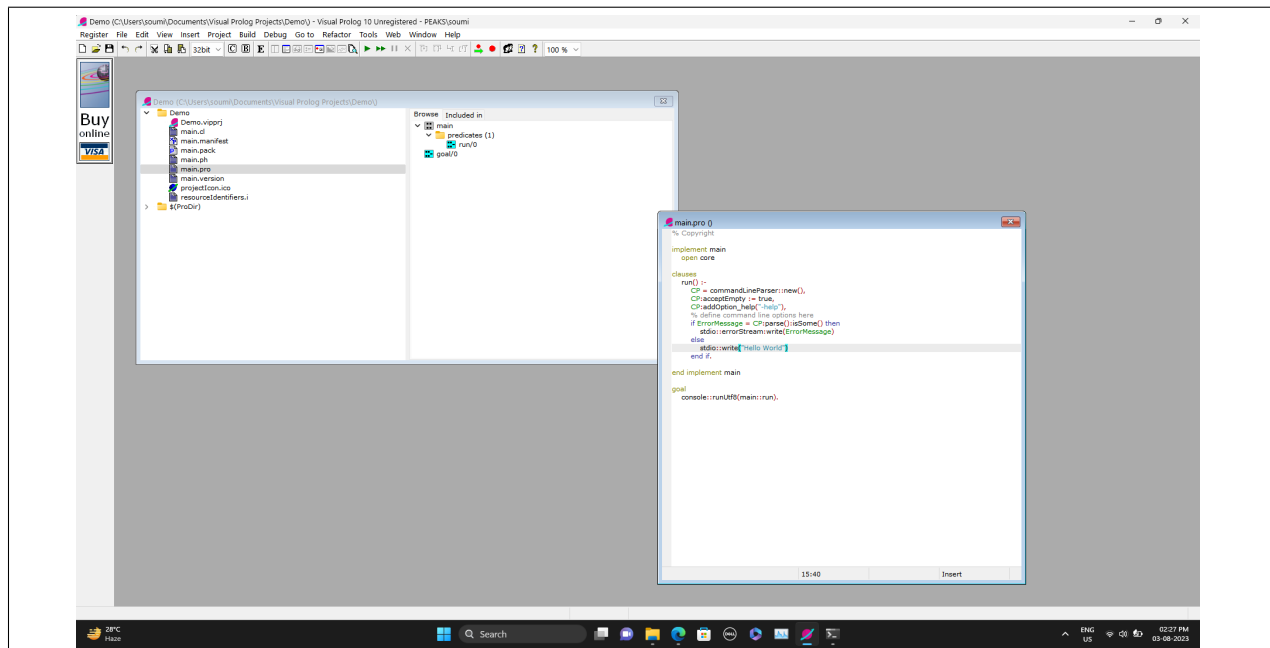 Demo (C:\Users\soumi\Documents\Visual Prolog Projects\Demo\) - Visual Prolog 10 Unregistered - PEAKS\soumi
Register File Edit View Insert Project Build Debug Go to Refactor Tools Web Window Help
32bit C B E 100 %
Buy
online
VISA
Demo (C:\Users\soumi\Documents\Visual Prolog Projects\Demo\)
Demo
Demo.vipprj
main.cl
main.manifest
main.pack
main.ph
main.pro
main.version
projectIcon.ico
resourceIdentifiers.i
$(ProDir)
Browse Included in
main
predicates (1)
run/0
goal/0
main.pro ()
% Copyright
implement main
open core
clauses
run() :-
CP = commandLineParser::new(),
CP:acceptEmpty := true,
CP:addOption_help("-help"),
% define command line options here
if ErrorMessage = CP:parse():isSome() then
stdio::errorStream:write(ErrorMessage)
else
stdio::write("Hello World")
end if.
end implement main
goal
console::runUtf8(main::run).
15:40 Insert
28°C
Haze
Search
DELL
ENG
US
02:27 PM
03-08-2023